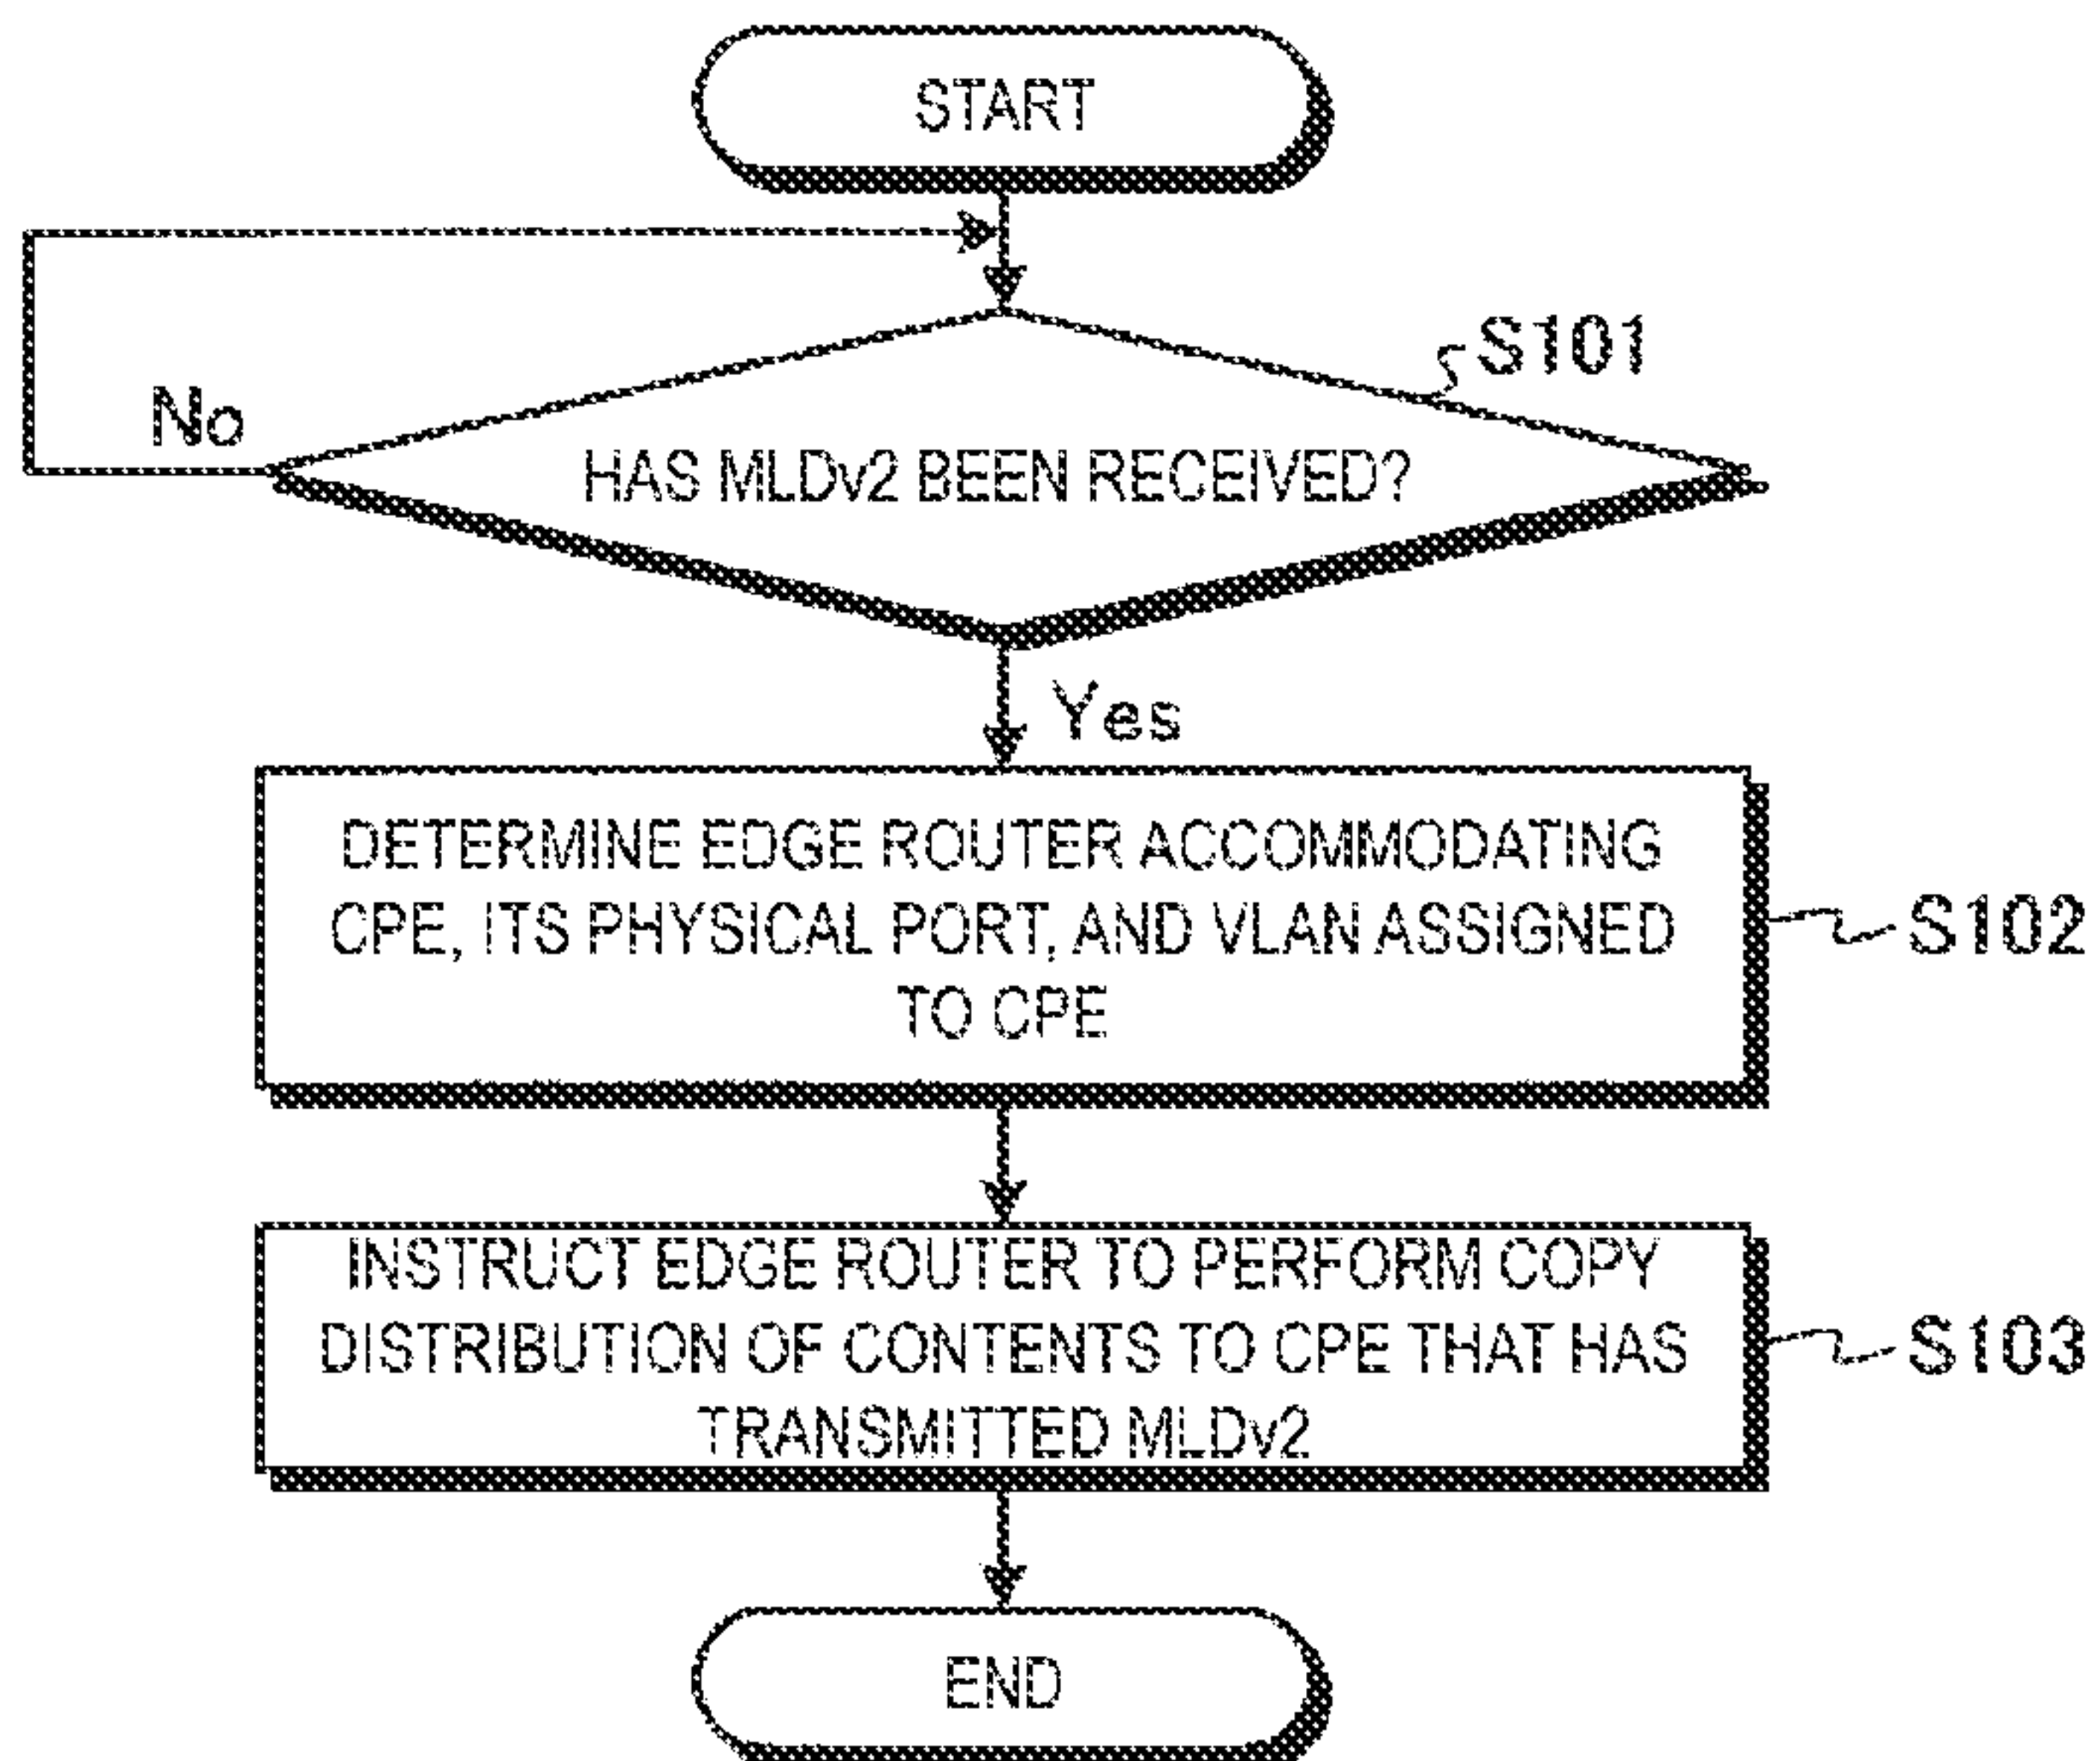 START
S101
No
HAS MLDv2 BEEN RECEIVED?
Yes
DETERMINE EDGE ROUTER ACCOMMODATING
CPE, ITS PHYSICAL PORT, AND VLAN ASSIGNED
TO CPE
S102
INSTRUCT EDGE ROUTER TO PERFORM COPY
DISTRIBUTION OF CONTENTS TO CPE THAT HAS
TRANSMITTED MLDv2
S103
END